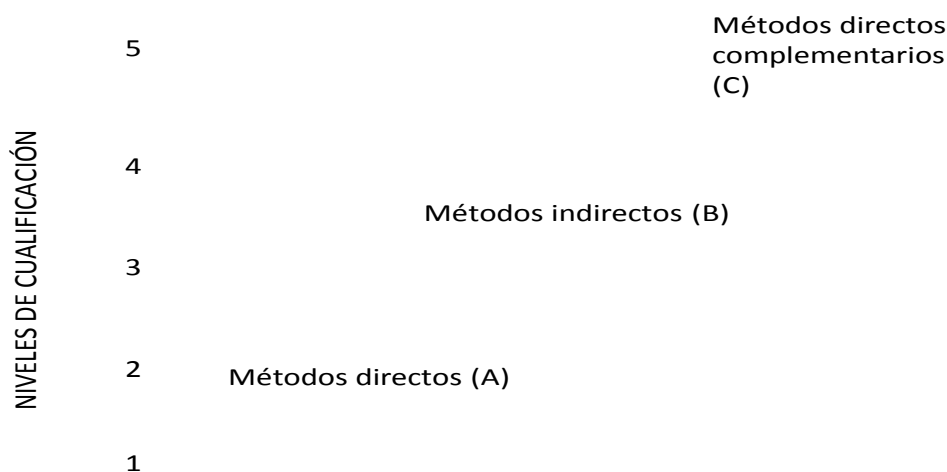 Métodos directos
complementarios
(C)
5
4
Métodos indirectos (B)
3
2
Métodos directos (A)
1
NIVELES DE CUALIFICACIÓN